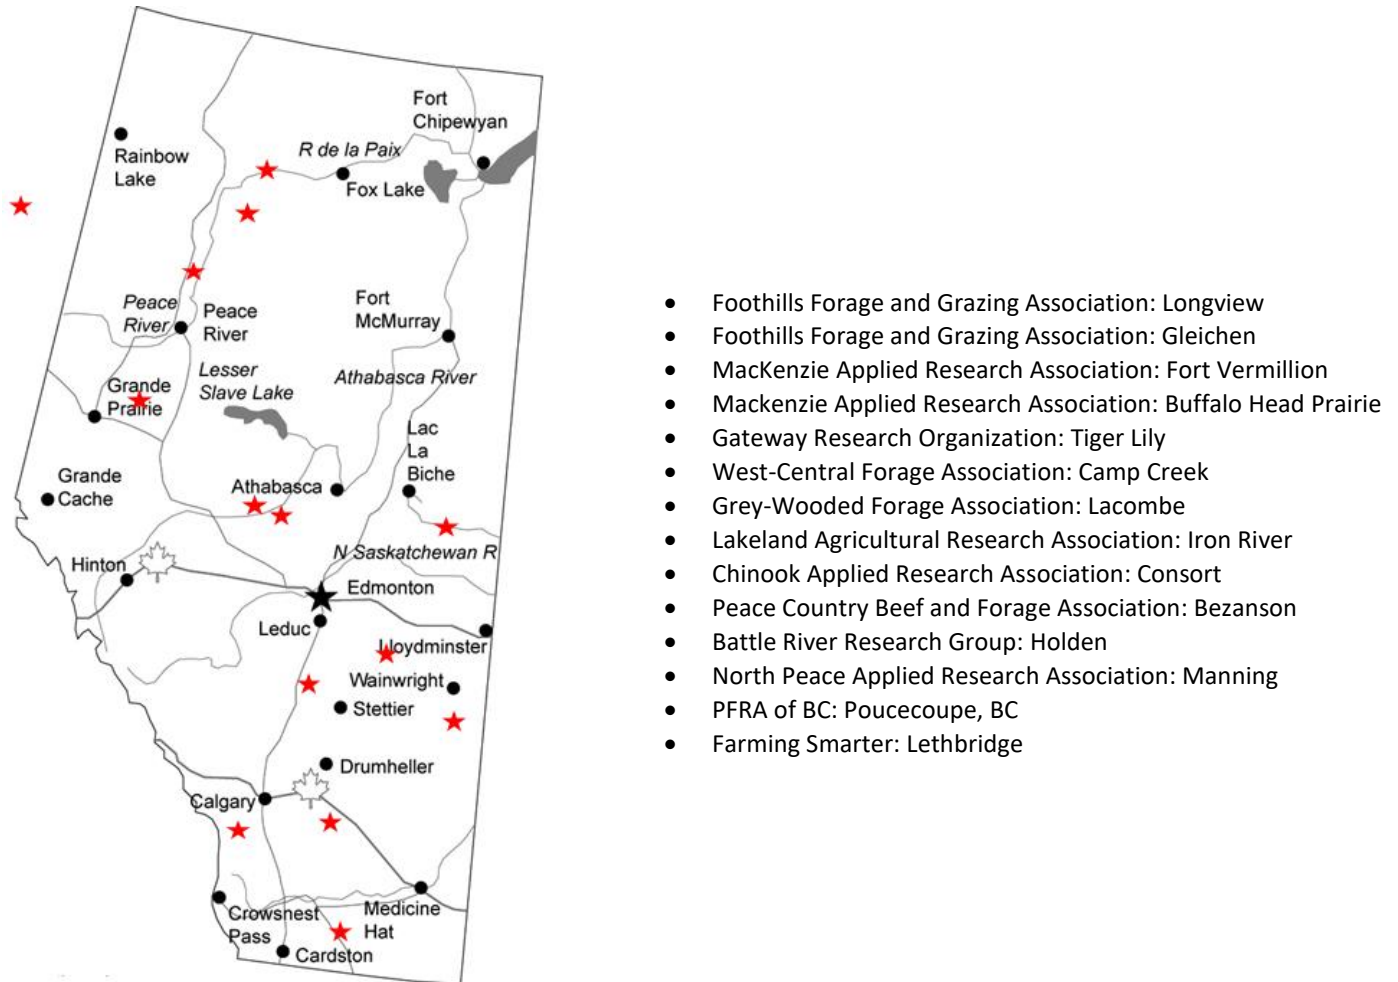 Fort
Chipewyan
R de la Paix
Rainbow
Lake
Fox Lake
Peace
River
Peace
River
Fort
McMurray
Lesser
Slave Lake
Athabasca River
Grande
Prairie
Lac
La
Biche
Grande
Cache
Athabasca
N Saskatchewan R
Hinton
Edmonton
Leduc
Lloydminster
Wainwright
Stettier
Drumheller
Calgary
Crowsnest
Pass
Medicine
Hat
Cardston
• Foothills Forage and Grazing Association: Longview
• Foothills Forage and Grazing Association: Gleichen
• MacKenzie Applied Research Association: Fort Vermillion
• Mackenzie Applied Research Association: Buffalo Head Prairie
• Gateway Research Organization: Tiger Lily
• West-Central Forage Association: Camp Creek
• Grey-Wooded Forage Association: Lacombe
• Lakeland Agricultural Research Association: Iron River
• Chinook Applied Research Association: Consort
• Peace Country Beef and Forage Association: Bezanson
• Battle River Research Group: Holden
• North Peace Applied Research Association: Manning
• PFRA of BC: Poucecoupe, BC
• Farming Smarter: Lethbridge